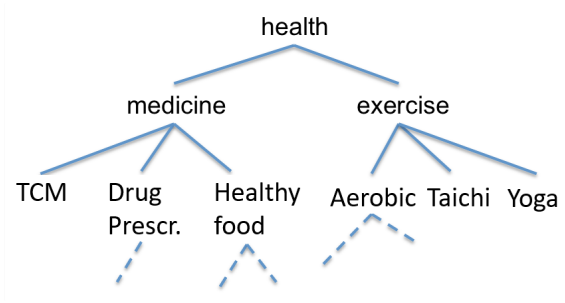 health
medicine
exercise
TCM
Drug
Prescr.
Healthy
food
Aerobic
Taichi
Yoga